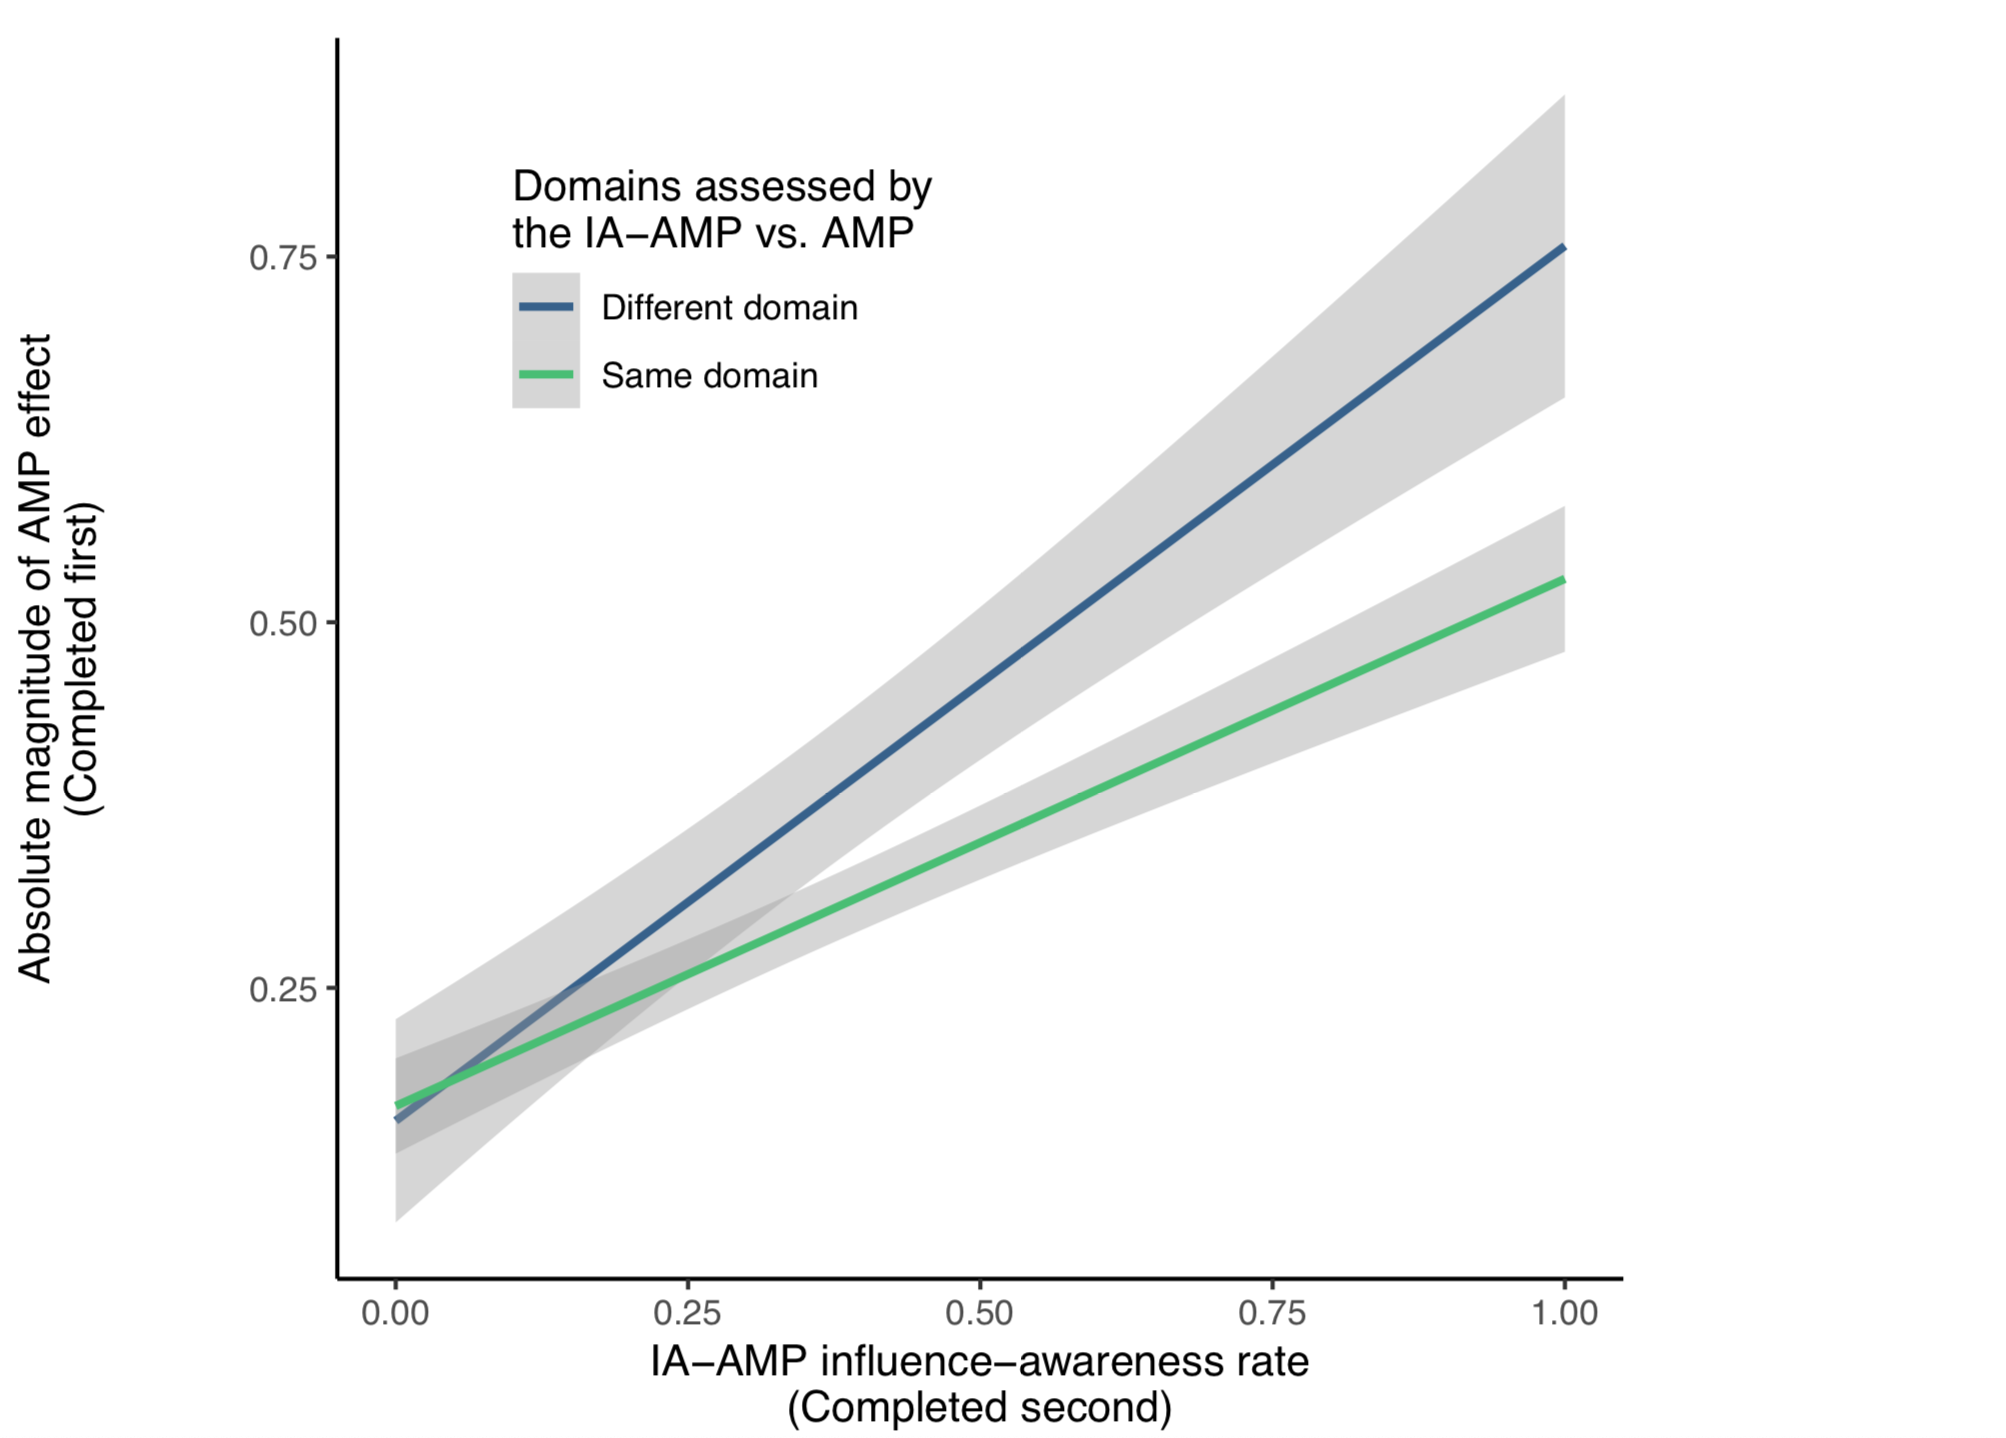 Absolute magnitude of AMP effect
(Completed first)
0.75
0.50
0.25
Domains assessed by
the IA−AMP vs. AMP
Different domain
Same domain
0.00 0.25 0.50 0.75 1.00
IA−AMP influence−awareness rate
(Completed second)